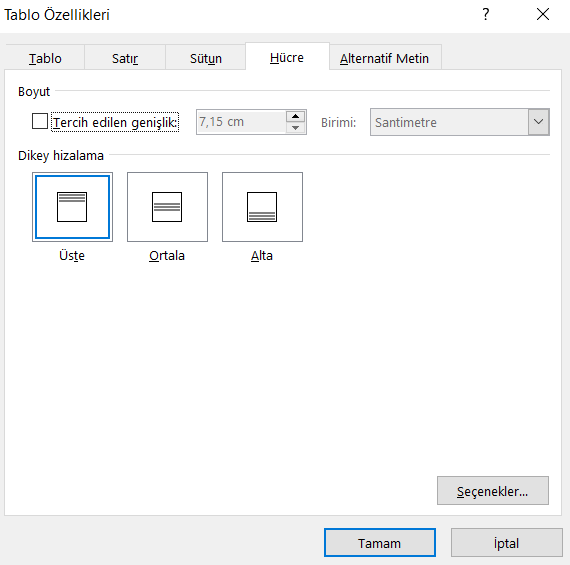 Tablo Özellikleri ?
Tablo Satır Sütun Hücre Alternatif Metin
Boyut
Tercih edilen genişlik: 7,15 cm Birimi: Santimetre
Dikey hizalama
Üste Ortala Alta
Seçenekler...
Tamam İptal